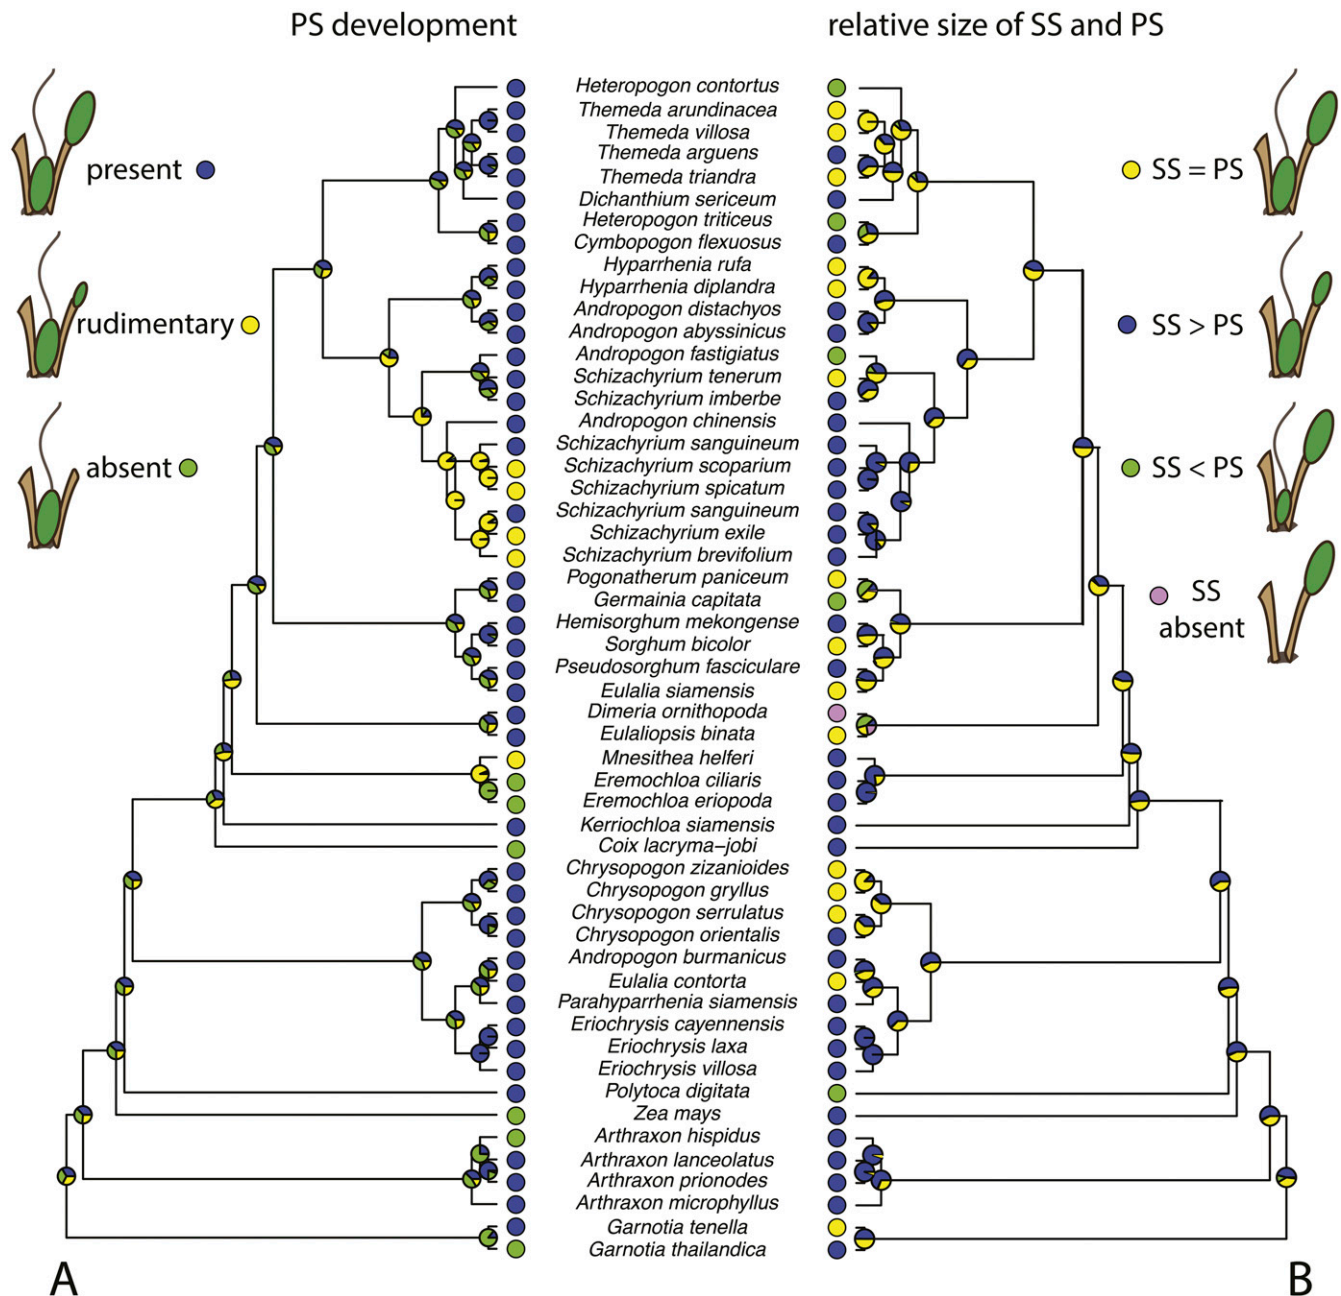 PS development
relative size of SS and PS
present
rudimentary
absent
Heteropogon contortus
Themeda arundinacea
Themeda villosa
Themeda arguens
Themeda triandra
Dichanthium sericeum
Heteropogon triticeus
Cymbopogon flexuosus
Hyparrhenia rufa
Hyparrhenia diplandra
Andropogon distachyos
Andropogon abyssinicus
Andropogon fastigiatus
Schizachyrium tenerum
Schizachyrium imberbe
Andropogon chinensis
Schizachyrium sanguineum
Schizachyrium scoparium
Schizachyrium spicatum
Schizachyrium sanguineum
Schizachyrium exile
Schizachyrium brevifolium
Pogonatherum paniceum
Germainia capitata
Hemisorghum mekongense
Sorghum bicolor
Pseudosorghum fasciculare
Eulalia siamensis
Dimeria ornithopoda
Eulaliopsis binata
Mnesithea helferi
Eremochloa ciliaris
Eremochloa eriopoda
Kerriochloa siamensis
Coix lacryma–jobi
Chrysopogon zizanioides
Chrysopogon gryllus
Chrysopogon serrulatus
Chrysopogon orientalis
Andropogon burmanicus
Eulalia contorta
Parahyparrhenia siamensis
Eriochrysis cayennensis
Eriochrysis laxa
Eriochrysis villosa
Polytoca digitata
Zea mays
Arthraxon hispidus
Arthraxon lanceolatus
Arthraxon prionodes
Arthraxon microphyllus
Garnotia tenella
Garnotia thailandica
SS = PS
SS > PS
SS < PS
SS
absent
A
B